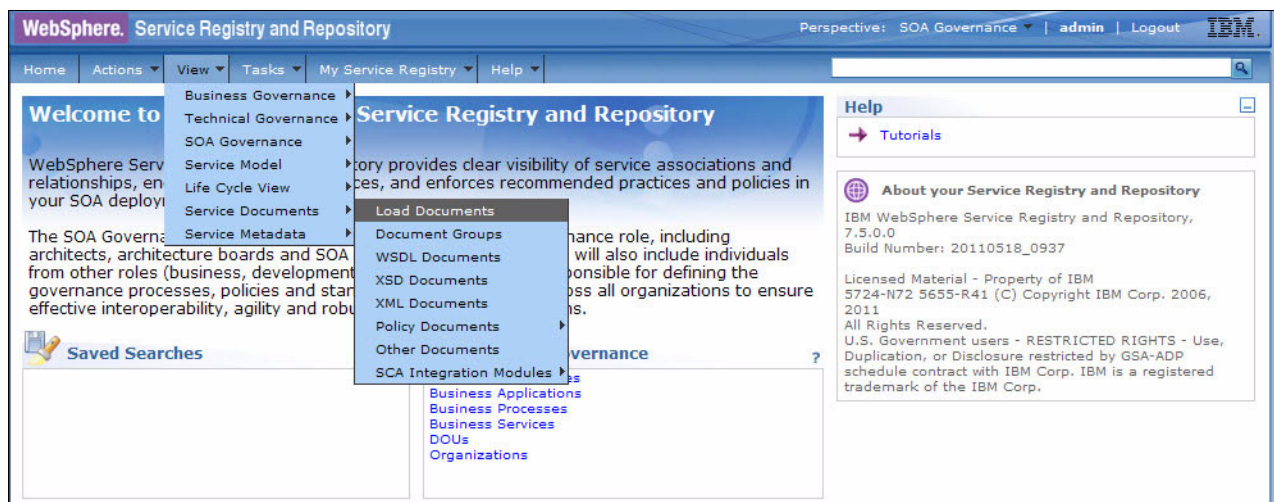 WebSphere. Service Registry and Repository
Perspective: SOA Governance | admin | Logout IBM.
Home Actions View Tasks My Service Registry Help
Business Governance
Technical Governance
SOA Governance
Service Model
Life Cycle View
Service Documents
Service Metadata
Load Documents
Document Groups
WSDL Documents
XSD Documents
XML Documents
Policy Documents
Other Documents
SCA Integration Modules
Welcome to Service Registry and Repository
WebSphere Serv tory provides clear visibility of service associations and
relationships, en ces, and enforces recommended practices and policies in
your SOA deploy
The SOA Governa nance role, including
architects, architecture boards and SOA will also include individuals
from other roles (business, development ponsible for defining the
governance processes, policies and stan oss all organizations to ensure
effective interoperability, agility and robu ns.
Saved Searches
vernance ?
es
Business Applications
Business Processes
Business Services
DOUs
Organizations
Help
Tutorials
About your Service Registry and Repository
IBM WebSphere Service Registry and Repository,
7.5.0.0
Build Number: 20110518_0937
Licensed Material - Property of IBM
5724-N72 5655-R41 (C) Copyright IBM Corp. 2006,
2011
All Rights Reserved.
U.S. Government users - RESTRICTED RIGHTS - Use,
Duplication, or Disclosure restricted by GSA-ADP
schedule contract with IBM Corp. IBM is a registered
trademark of the IBM Corp.